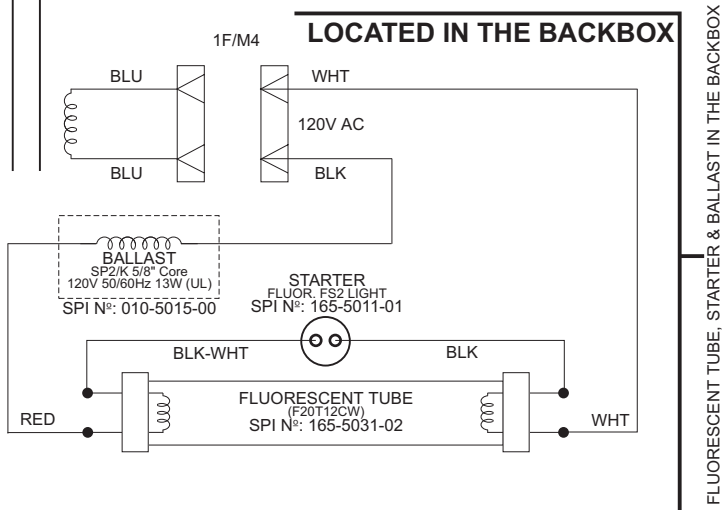 LOCATED IN THE BACKBOX
1F/M4
BLU
WHT
120V AC
BLU
BLK
BALLAST
SP2/K 5/8" Core
120V 50/60Hz 13W (UL)
SPI Nº: 010-5015-00
STARTER
FLUOR. FS2 LIGHT
SPI Nº: 165-5011-01
BLK-WHT
BLK
FLUORESCENT TUBE
(F20T12CW)
SPI Nº: 165-5031-02
RED
WHT
FLUORESCENT TUBE, STARTER & BALLAST IN THE BACKBOX